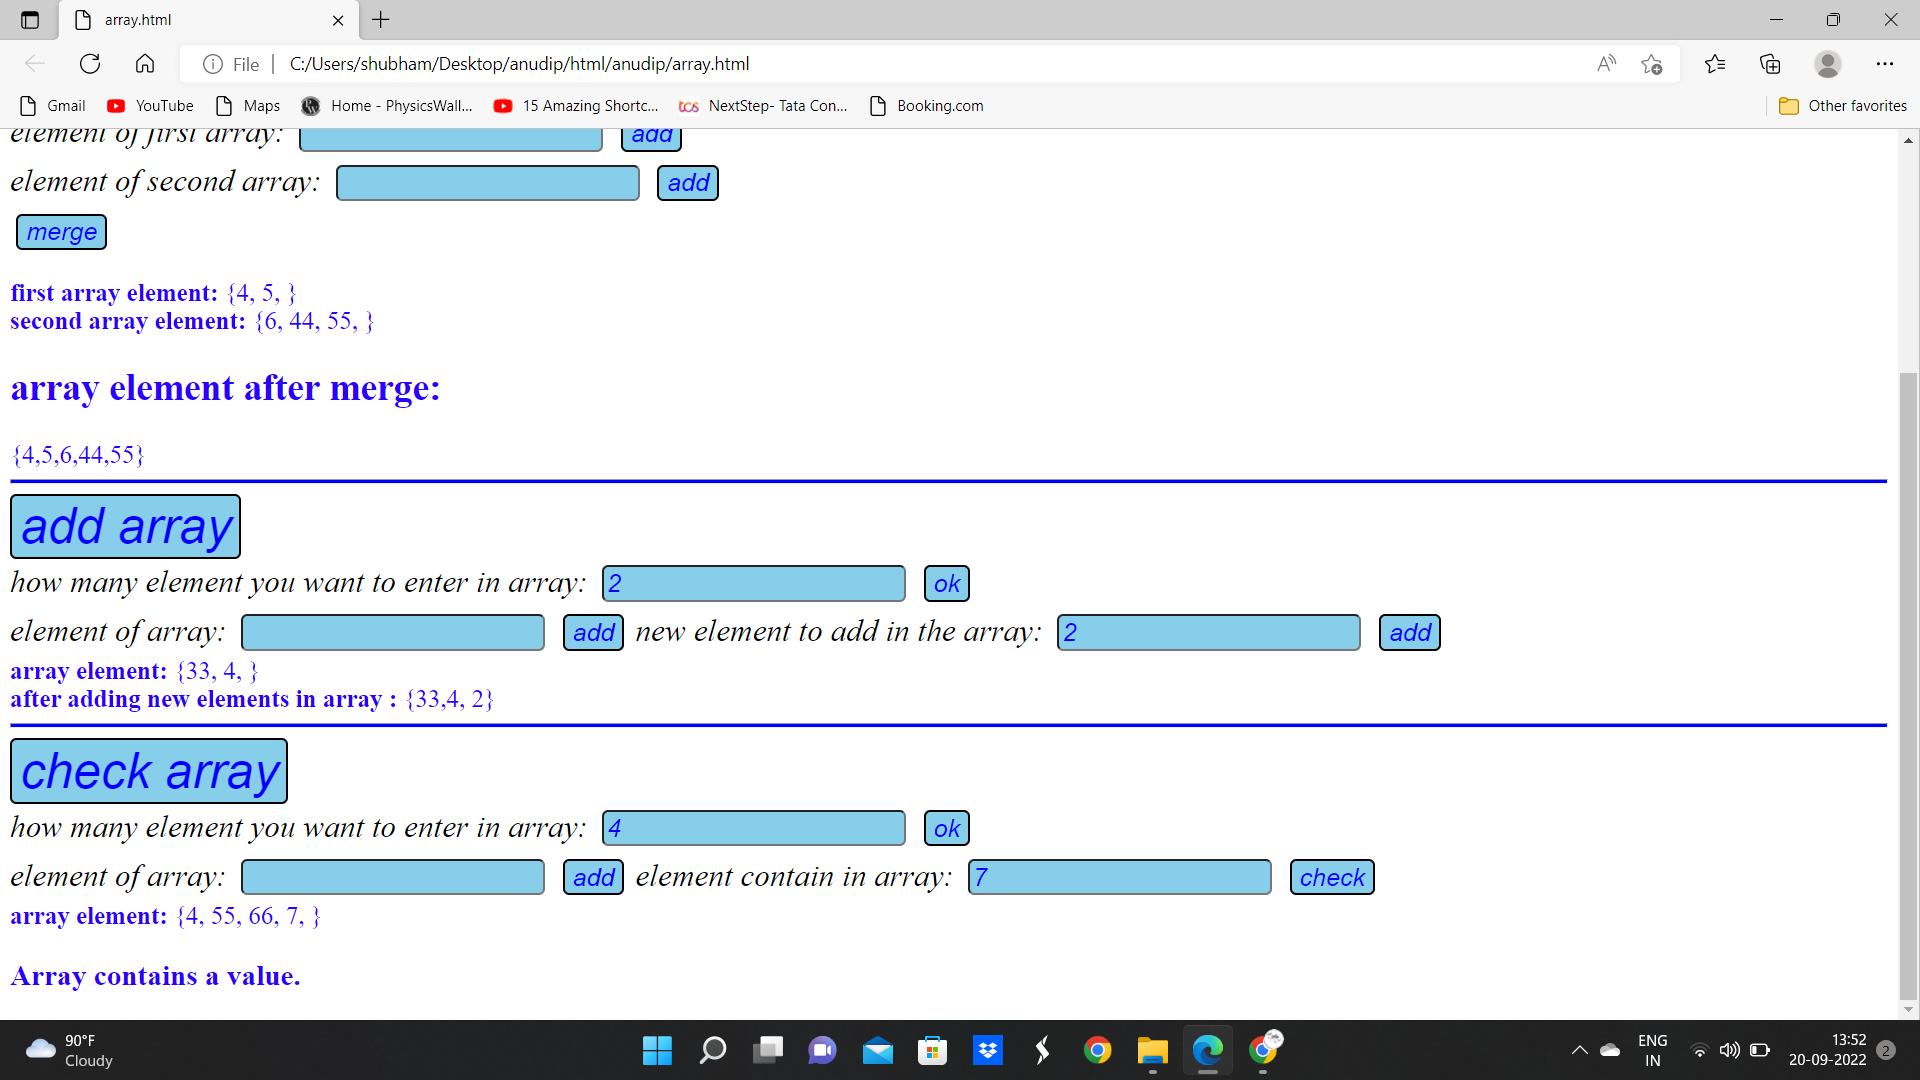 array.html
File | C:/Users/shubham/Desktop/anudip/html/anudip/array.html
Gmail YouTube Maps Home - PhysicsWall... 15 Amazing Shortc... tcs NextStep- Tata Con... Booking.com Other favorites
element of first array: add
element of second array: add
merge
first array element: {4, 5, }
second array element: {6, 44, 55, }
array element after merge:
{4,5,6,44,55}
add array
how many element you want to enter in array: 2 ok
element of array: add new element to add in the array: 2 add
array element: {33, 4, }
after adding new elements in array : {33,4, 2}
check array
how many element you want to enter in array: 4 ok
element of array: add element contain in array: 7 check
array element: {4, 55, 66, 7, }
Array contains a value.
90°F
Cloudy
ENG
IN
13:52
20-09-2022
2